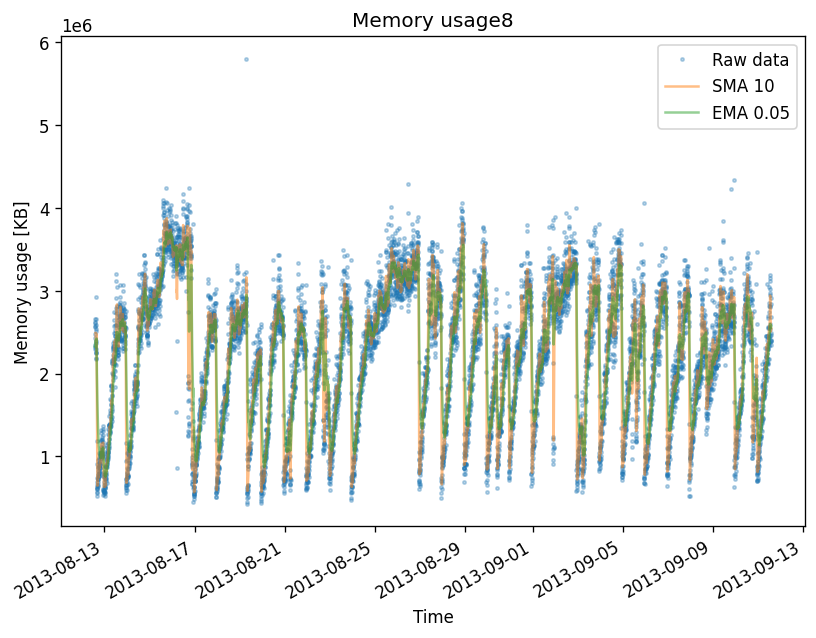 Memory usage8
1e6
Raw data
SMA 10
EMA 0.05
6
5
4
3
2
1
Memory usage [KB]
2013-08-13
2013-08-17
2013-08-21
2013-08-25
2013-08-29
2013-09-01
2013-09-05
2013-09-09
2013-09-13
Time